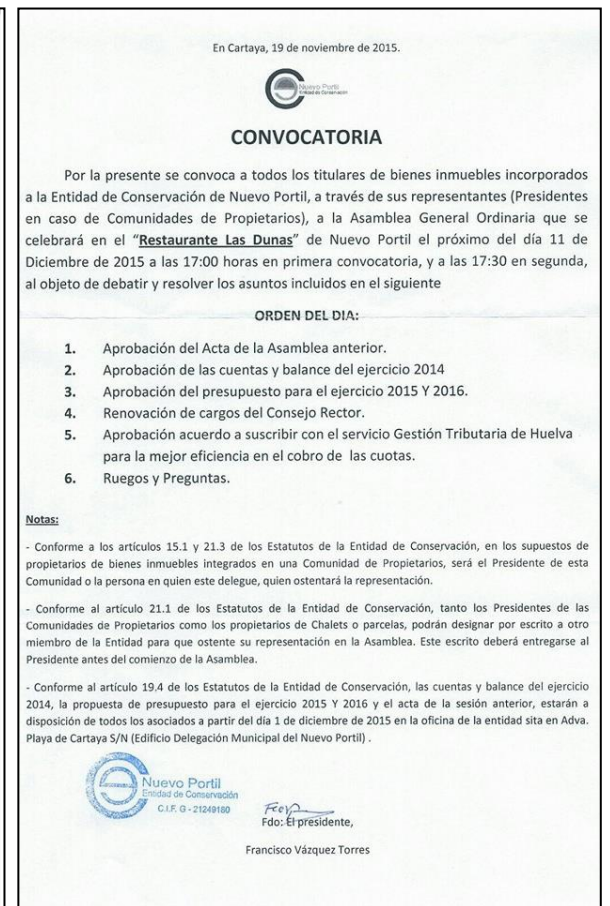 En Cartaya, 19 de noviembre de 2015.
Nuevo Portil
Entidad de Conservación
CONVOCATORIA
Por la presente se convoca a todos los titulares de bienes inmuebles incorporados
a la Entidad de Conservación de Nuevo Portil, a través de sus representantes (Presidentes
en caso de Comunidades de Propietarios), a la Asamblea General Ordinaria que se
celebrará en el “Restaurante Las Dunas” de Nuevo Portil el próximo del día 11 de
Diciembre de 2015 a las 17:00 horas en primera convocatoria, y a las 17:30 en segunda,
al objeto de debatir y resolver los asuntos incluidos en el siguiente
ORDEN DEL DIA:
1. Aprobación del Acta de la Asamblea anterior.
2. Aprobación de las cuentas y balance del ejercicio 2014
3. Aprobación del presupuesto para el ejercicio 2015 Y 2016.
4. Renovación de cargos del Consejo Rector.
5. Aprobación acuerdo a suscribir con el servicio Gestión Tributaria de Huelva
para la mejor eficiencia en el cobro de las cuotas.
6. Ruegos y Preguntas.
Notas:
- Conforme a los artículos 15.1 y 21.3 de los Estatutos de la Entidad de Conservación, en los supuestos de
propietarios de bienes inmuebles integrados en una Comunidad de Propietarios, será el Presidente de esta
Comunidad o la persona en quien este delegue, quien ostentará la representación.
- Conforme al artículo 21.1 de los Estatutos de la Entidad de Conservación, tanto los Presidentes de las
Comunidades de Propietarios como los propietarios de Chalets o parcelas, podrán designar por escrito a otro
miembro de la Entidad para que ostente su representación en la Asamblea. Este escrito deberá entregarse al
Presidente antes del comienzo de la Asamblea.
- Conforme al artículo 19.4 de los Estatutos de la Entidad de Conservación, las cuentas y balance del ejercicio
2014, la propuesta de presupuesto para el ejercicio 2015 Y 2016 y el acta de la sesión anterior, estarán a
disposición de todos los asociados a partir del día 1 de diciembre de 2015 en la oficina de la entidad sita en Adva.
Playa de Cartaya S/N (Edificio Delegación Municipal del Nuevo Portil) .
Nuevo Portil
Entidad de Conservación
C.I.F. G - 21249180
Fdo: El presidente,
Francisco Vázquez Torres